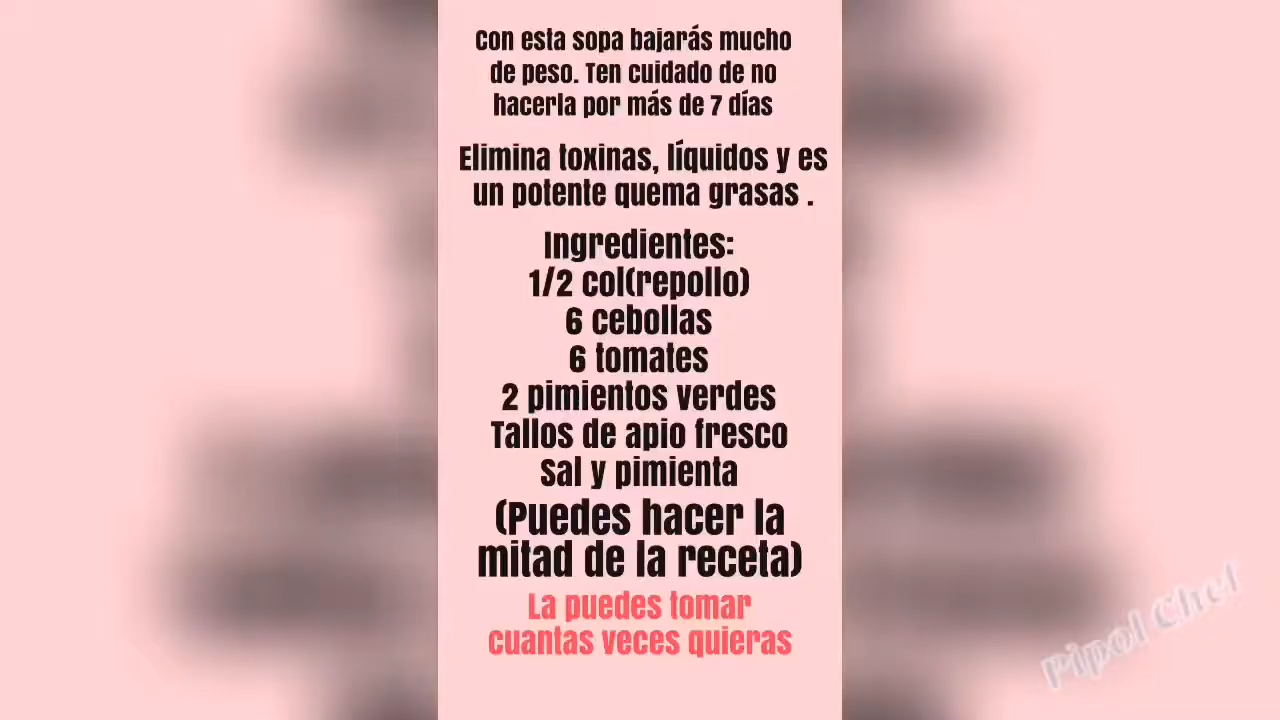 Con esta sopa bajarás mucho
de peso. Ten cuidado de no
hacerla por más de 7 días
Elimina toxinas, líquidos y es
un potente quema grasas .
Ingredientes:
1/2 col(repollo)
6 cebollas
6 tomates
2 pimientos verdes
Tallos de apio fresco
Sal y pimienta
(Puedes hacer la
mitad de la receta)
La puedes tomar
cuantas veces quieras
Pipol Chef